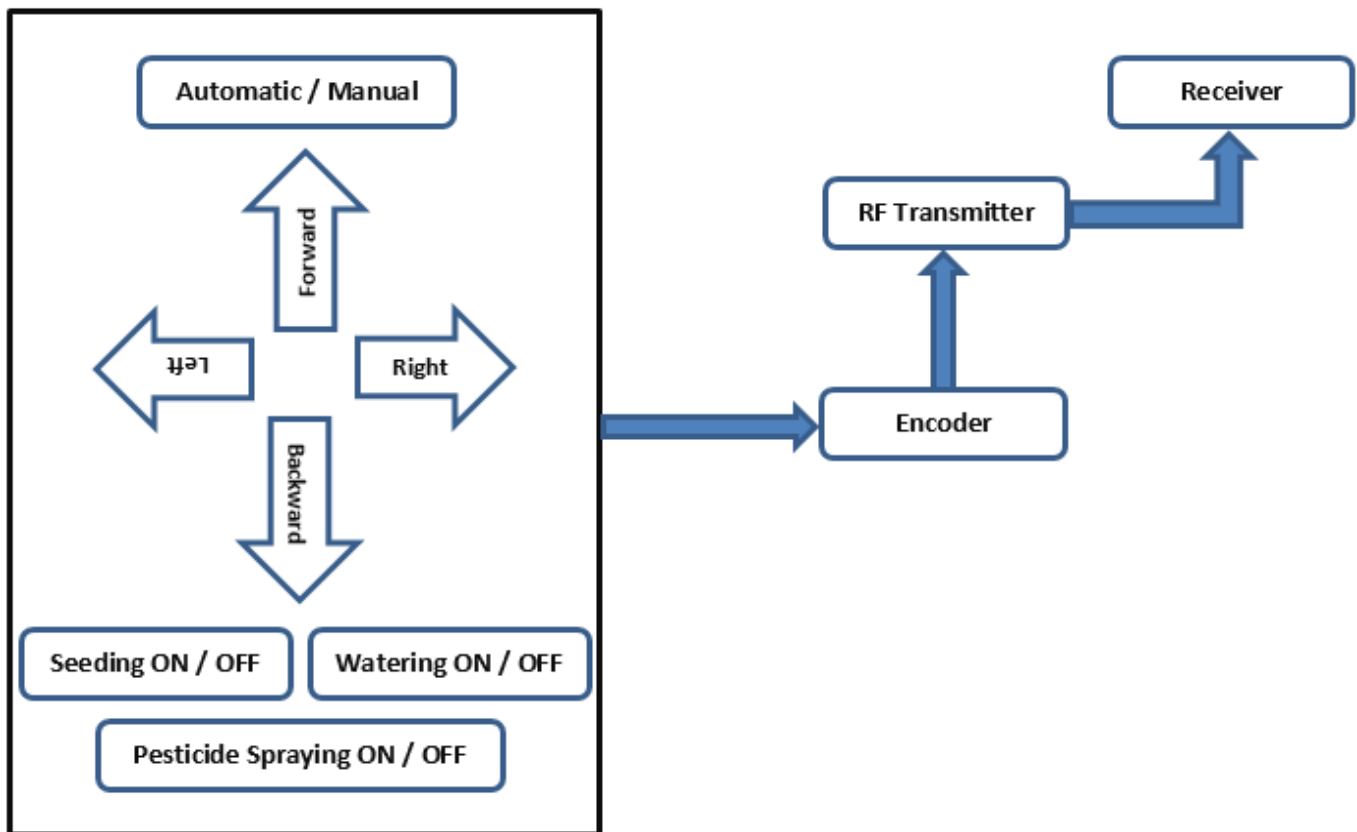 Automatic / Manual
Forward
Left
Right
Backward
Seeding ON / OFF
Watering ON / OFF
Pesticide Spraying ON / OFF
Encoder
RF Transmitter
Receiver